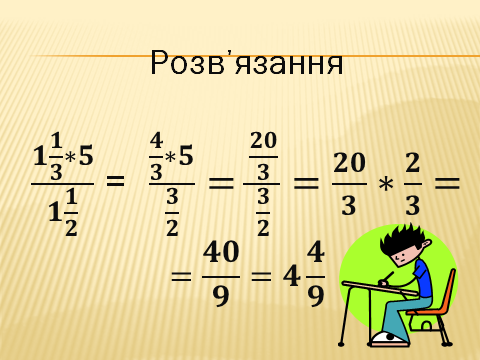 Розв’язання
(1 1/3 * 5) / (1 1/2) = (4/3 * 5) / (3/2) = (20/3) / (3/2) = 20/3 * 2/3 =
= 40/9 = 4 4/9